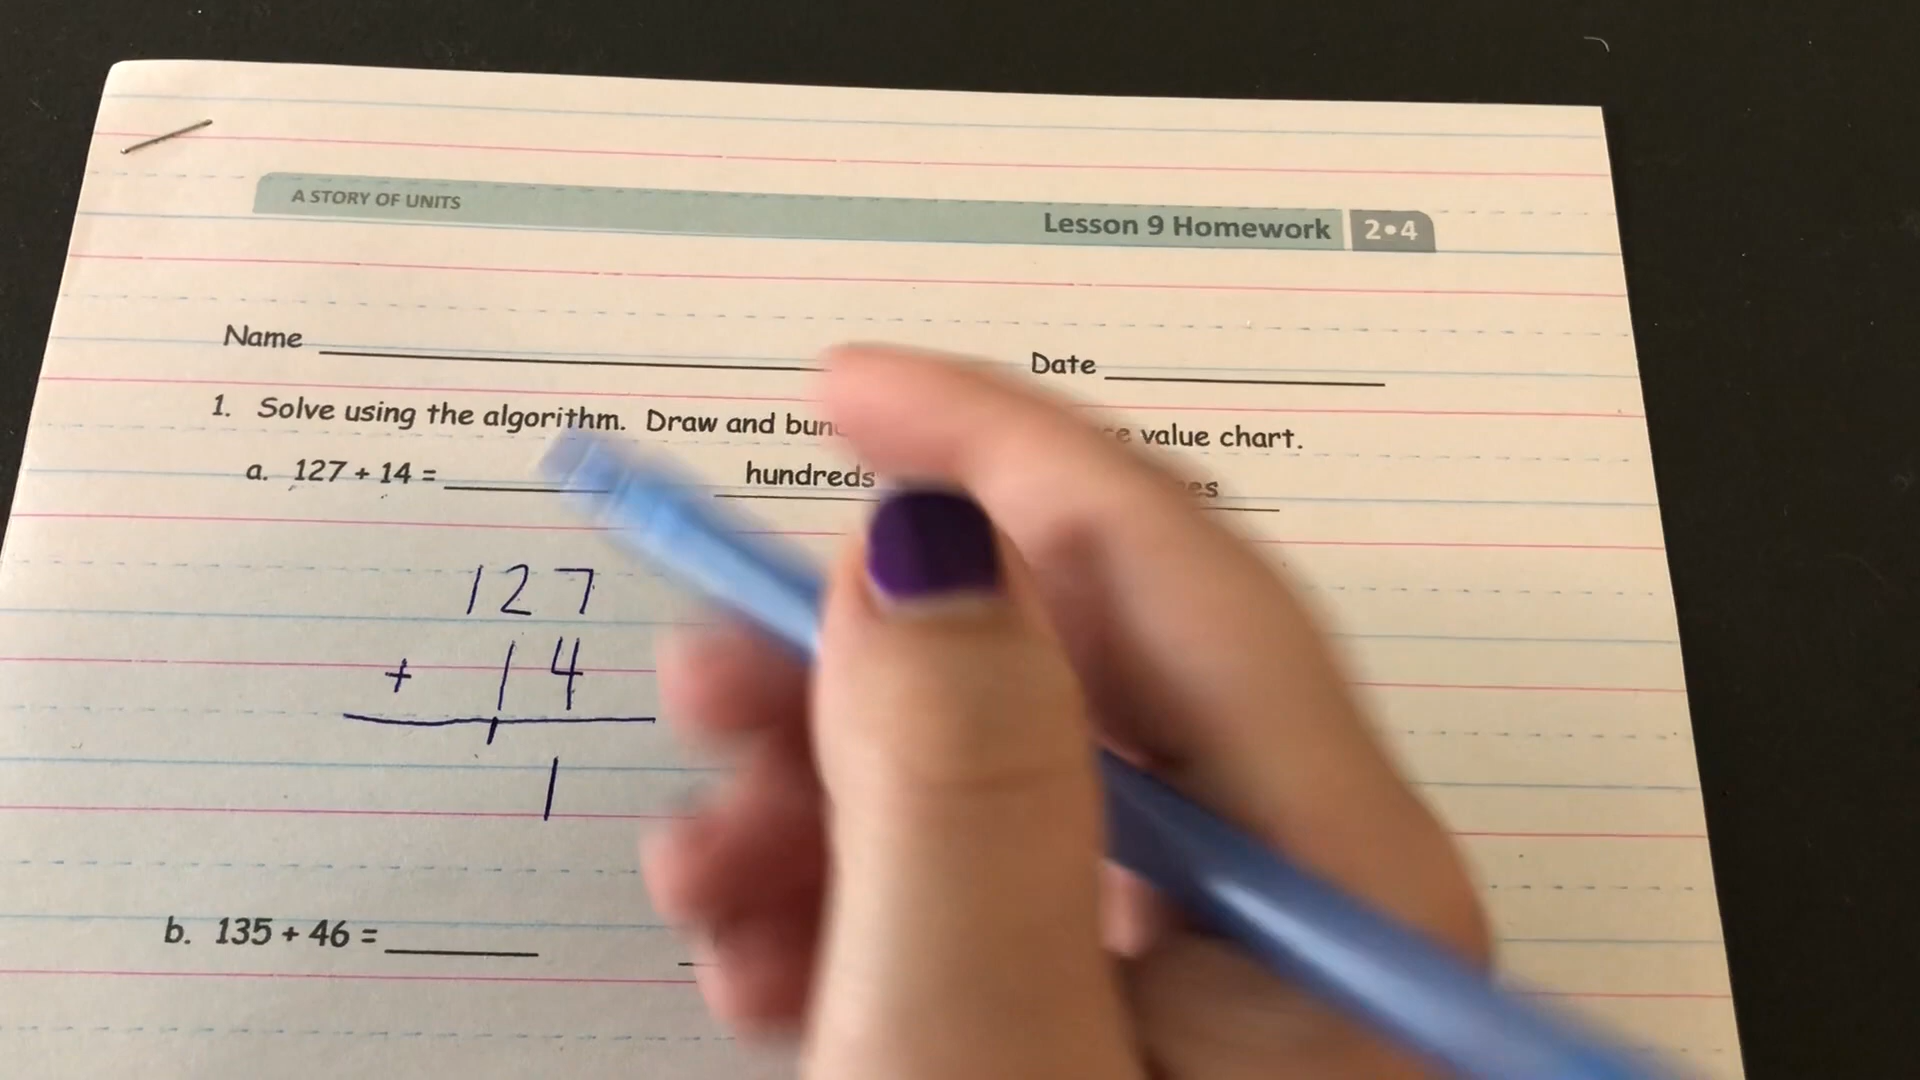 A STORY OF UNITS
Lesson 9 Homework 2•4
Name Date
1. Solve using the algorithm. Draw and value chart.
a. 127 + 14 = hundreds
127
+ 14
1
1
b. 135 + 46 =